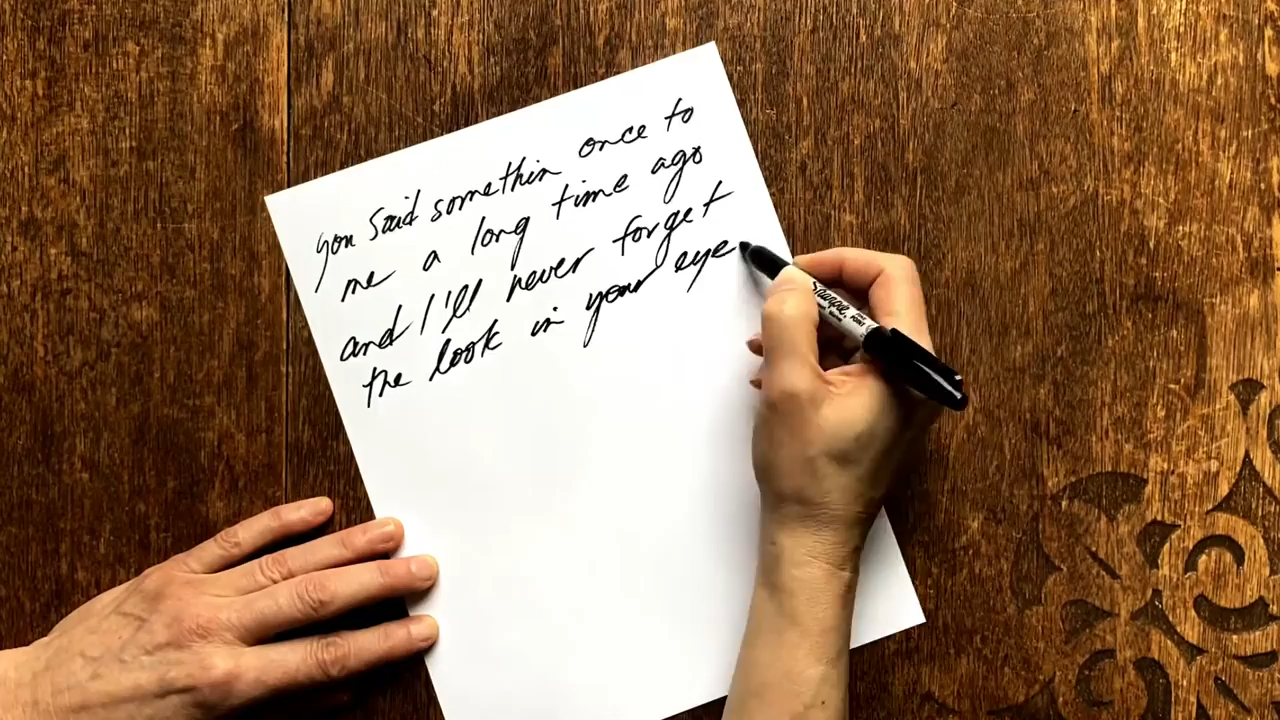 you said somethin once to
me a long time ago
and I'll never forget
the look in your eye
Sharpie